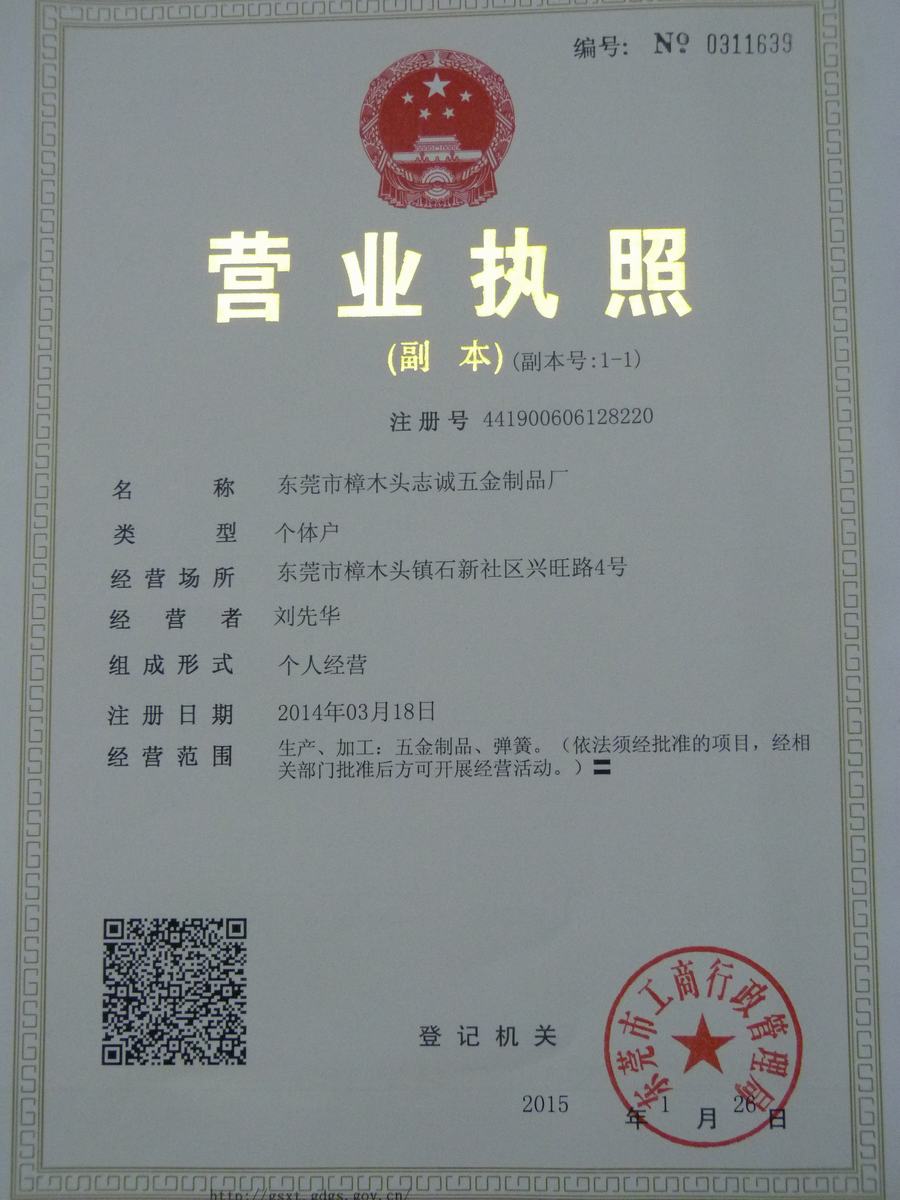 编号: № 0311639
营业执照
(副 本)(副本号:1-1)
注册号 441900606128220
名 称 东莞市樟木头志诚五金制品厂
类 型 个体户
经营场所 东莞市樟木头镇石新社区兴旺路4号
经 营 者 刘先华
组成形式 个人经营
注册日期 2014年03月18日
经营范围 生产、加工：五金制品、弹簧。（依法须经批准的项目，经相
关部门批准后方可开展经营活动。）〓
东莞市工商行政管理局
登记机关
2015 年 1 月 26 日
http://gsxt.gdgs.gov.cn/